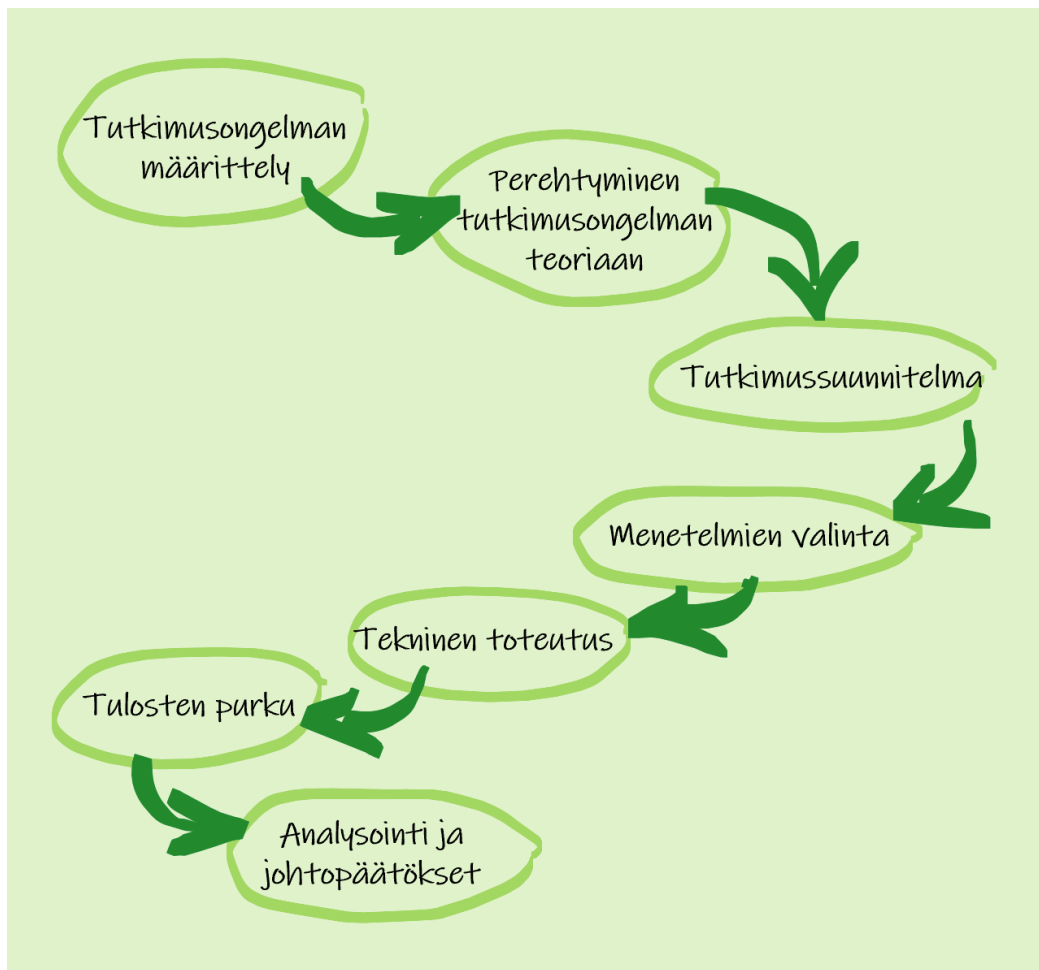 Tutkimusongelman
määrittely
Perehtyminen
tutkimusongelman
teoriaan
Tutkimussuunnitelma
Menetelmien valinta
Tekninen toteutus
Tulosten purku
Analysointi ja
johtopäätökset